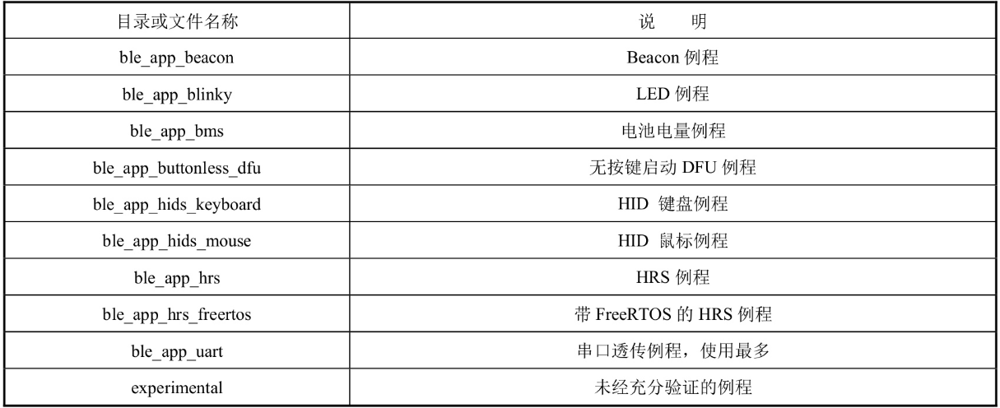 目录或文件名称 说 明
ble_app_beacon Beacon 例程
ble_app_blinky LED 例程
ble_app_bms 电池电量例程
ble_app_buttonless_dfu 无按键启动 DFU 例程
ble_app_hids_keyboard HID 键盘例程
ble_app_hids_mouse HID 鼠标例程
ble_app_hrs HRS 例程
ble_app_hrs_freertos 带 FreeRTOS 的 HRS 例程
ble_app_uart 串口透传例程，使用最多
experimental 未经充分验证的例程